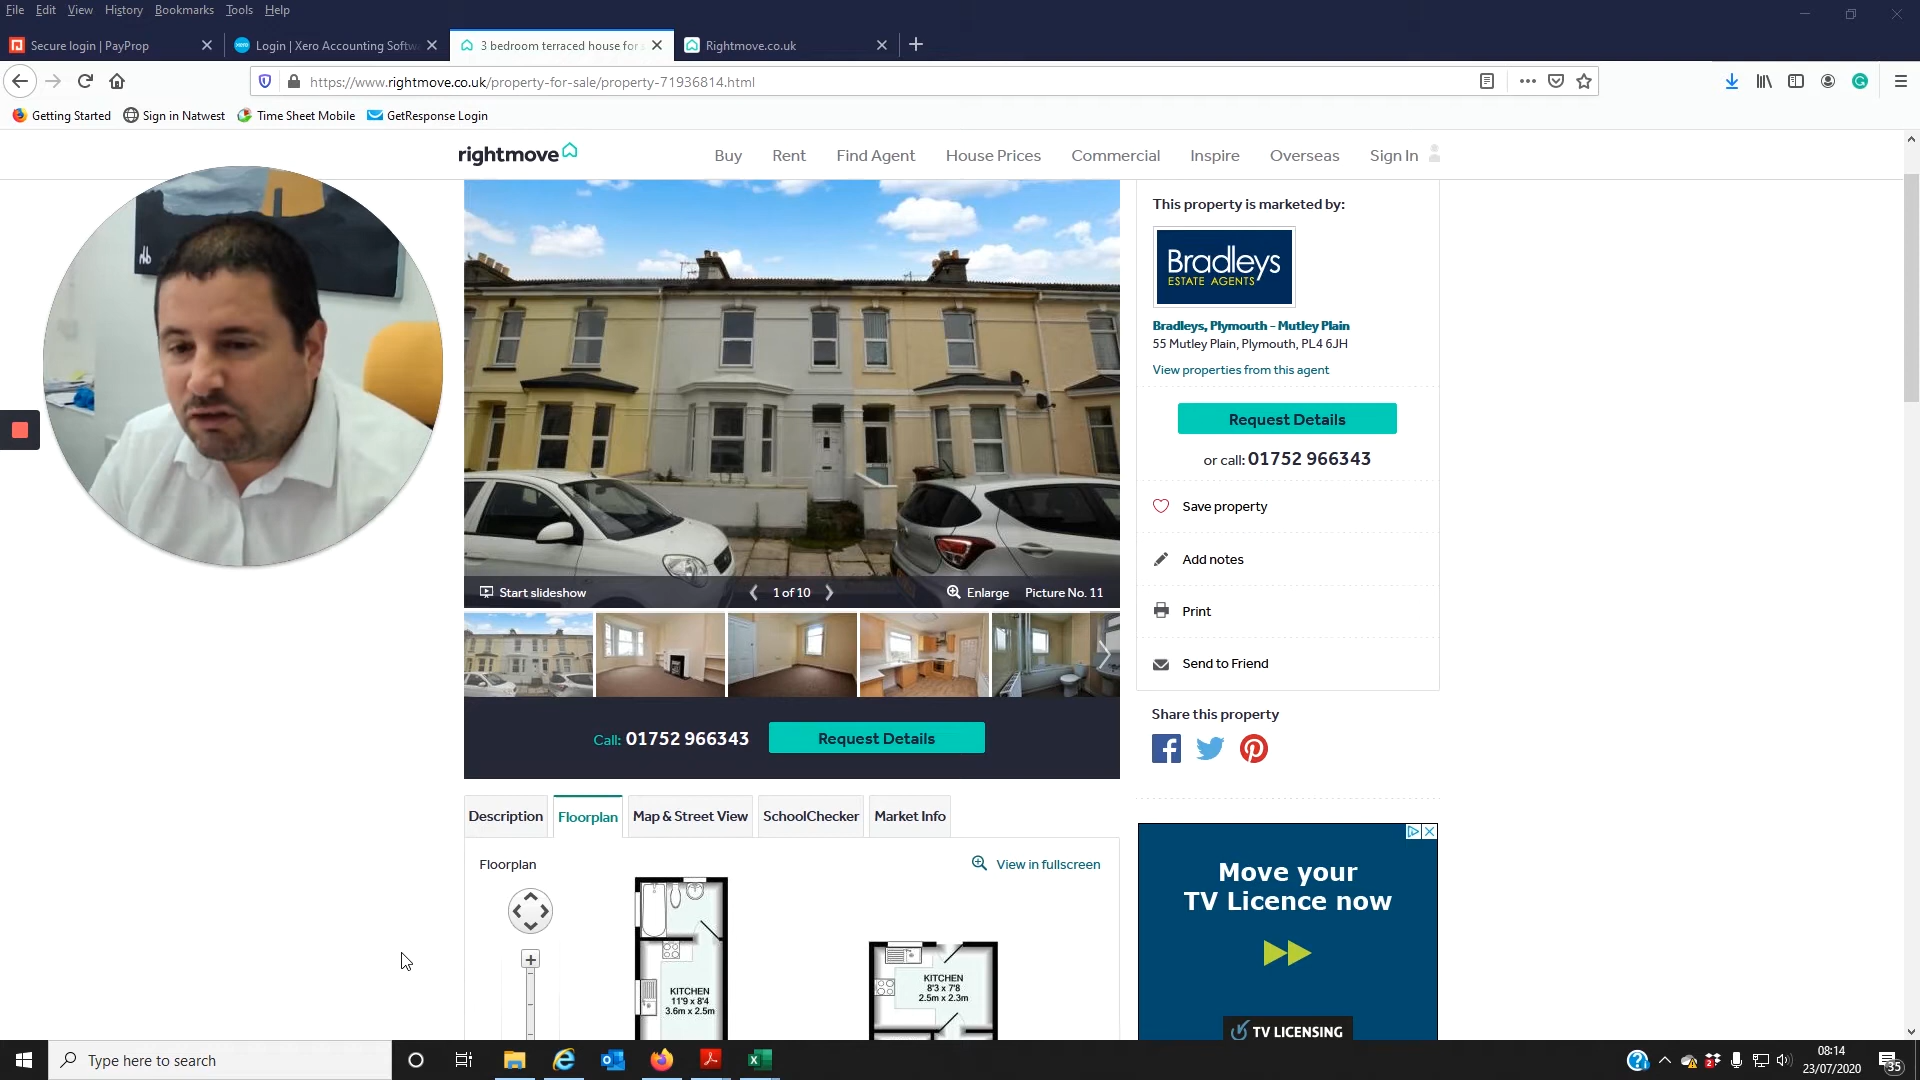 File Edit View History Bookmarks Tools Help
Secure login | PayProp
Login | Xero Accounting Softw
3 bedroom terraced house for
Rightmove.co.uk
https://www.rightmove.co.uk/property-for-sale/property-71936814.html
Getting Started Sign in Natwest Time Sheet Mobile GetResponse Login
rightmove
Buy Rent Find Agent House Prices Commercial Inspire Overseas Sign In
This property is marketed by:
Bradleys
ESTATE AGENTS
Bradleys, Plymouth - Mutley Plain
55 Mutley Plain, Plymouth, PL4 6JH
View properties from this agent
Request Details
or call: 01752 966343
Save property
Add notes
Print
Send to Friend
Share this property
Start slideshow 1 of 10 Enlarge Picture No. 11
Call: 01752 966343 Request Details
Description Floorplan Map & Street View SchoolChecker Market Info
Floorplan View in fullscreen
KITCHEN
11'9 x 8'4
3.6m x 2.5m
KITCHEN
8'3 x 7'8
2.5m x 2.3m
Move your
TV Licence now
TV LICENSING
Type here to search
08:14
23/07/2020
35